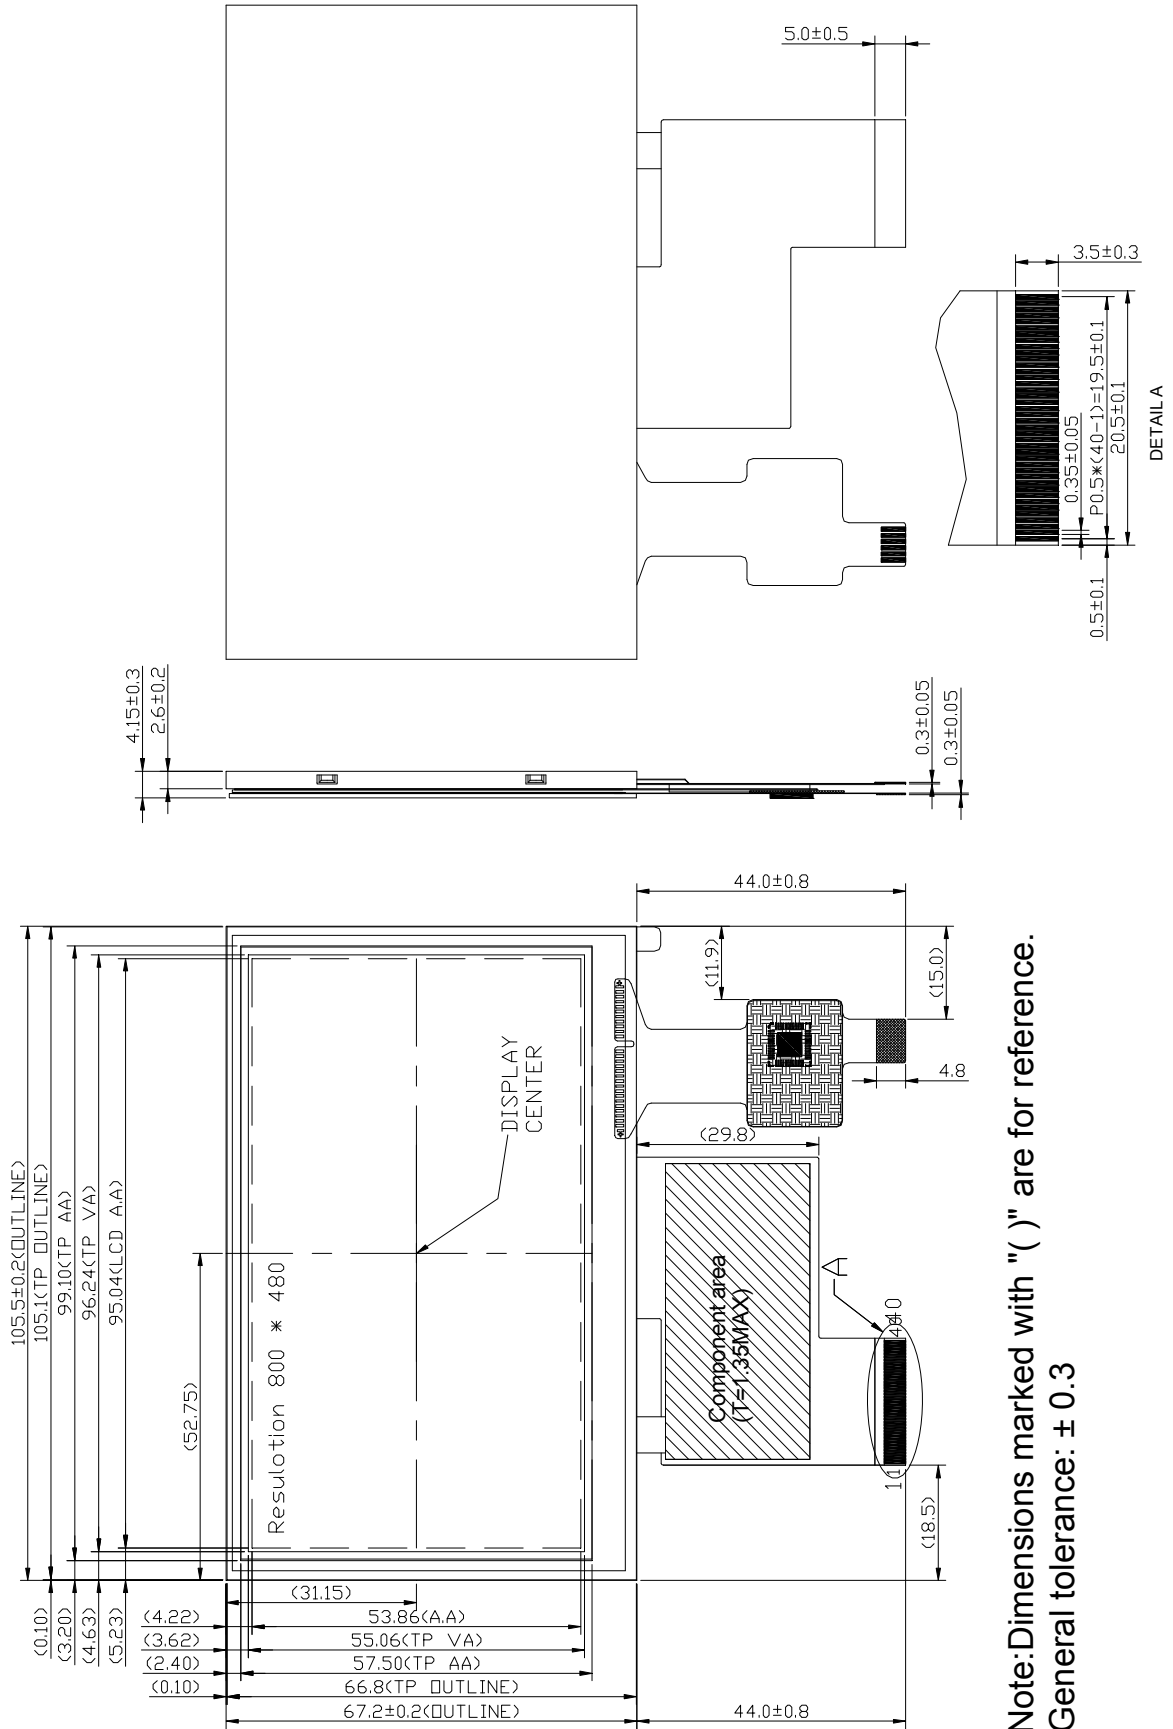 5.0±0.5
3.5±0.3
0.35±0.05
P0.5*(40-1)=19.5±0.1
20.5±0.1
0.5±0.1
DETAIL A
4.15±0.3
2.6±0.2
0.3±0.05
0.3±0.05
105.5±0.2(OUTLINE)
105.1(TP OUTLINE)
99.10(TP AA)
96.24(TP VA)
95.04(LCD A.A)
(52.75)
(0.10)
(3.20)
(4.63)
(5.23)
Resulotion 800 * 480
DISPLAY
CENTER
44.0±0.8
(11.9)
(15.0)
4.8
(29.8)
Component area
(T=1.35MAX)
A
40
1
(18.5)
(31.15)
(4.22)
53.86(A.A)
(3.62)
55.06(TP VA)
(2.40)
57.50(TP AA)
(0.10)
66.8(TP OUTLINE)
67.2±0.2(OUTLINE)
44.0±0.8
Note:Dimensions marked with "( )" are for reference.
General tolerance: ± 0.3